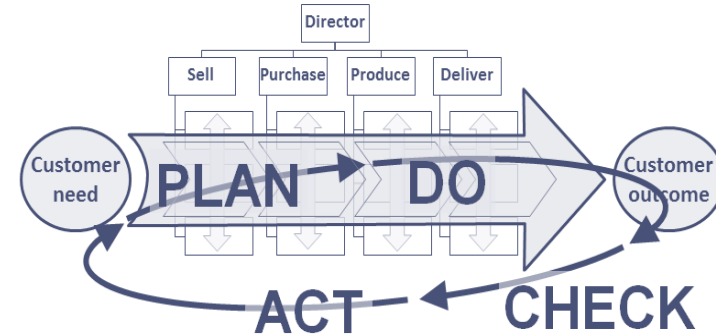 Director
Sell
Purchase
Produce
Deliver
Customer
need
PLAN
DO
Customer
outcome
ACT
CHECK